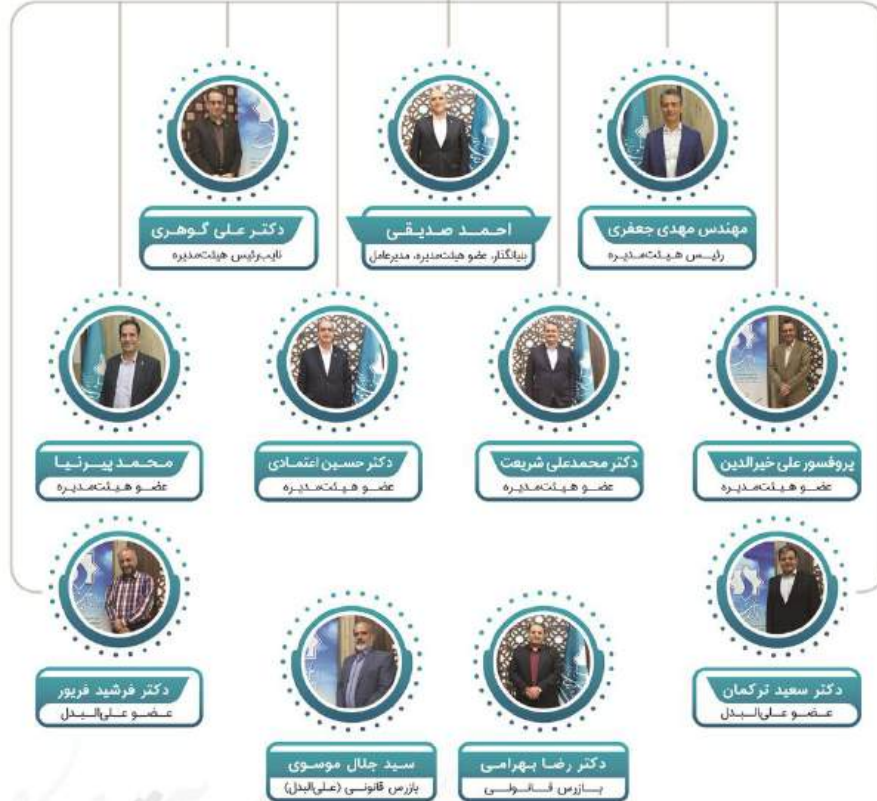 مهندس مهدی جعفری
رئیس هیئت‌مدیره
احمد صدیقی
بنیانگذار، عضو هیئت‌مدیره، مدیرعامل
دکتر علی گوهری
نایب‌رئیس هیئت‌مدیره
پروفسور علی خیرالدین
عضو هیئت‌مدیره
دکتر محمدعلی شریعت
عضو هیئت‌مدیره
دکتر حسین اعتمادی
عضو هیئت‌مدیره
محمد پیرنیا
عضو هیئت‌مدیره
دکتر سعید ترکمان
عضو علی‌البدل
دکتر فرشید فریور
عضو علی‌البدل
دکتر رضا بهرامی
بازرس قانونی
سید جلال موسوی
بازرس قانونی (علی‌البدل)